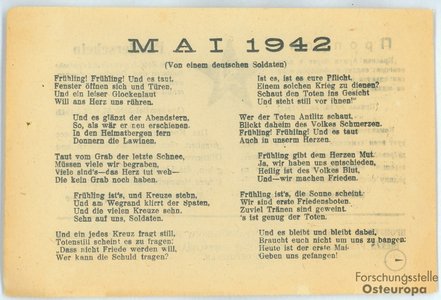 MAI 1942
(Von einem deutschen Soldaten)
Frühling! Frühling! Und es taut,
Fenster öffnen sich und Türen,
Und ein leiser Glockenlaut
Will ans Herz uns rühren.
Und es glänzt der Abendstern,
So, als wär er neu erschienen.
In den Heimatbergen fern
Donnern die Lawinen.
Taut vom Grab der letzte Schnee,
Müssen viele wir begraben,
Viele sind's—das Herz tut weh—
Die kein Grab noch haben.
Frühling ist's, und Kreuze stehn,
Und am Wegrand klirrt der Spaten,
Und die vielen Kreuze sehn.
Sehn auf uns, Soldaten.
Und ein jedes Kreuz fragt still,
Totenstill scheint es zu fragen:
„Dass nicht Friede werden will,
Wer kann die Schuld tragen?
Ist es, ist es eure Pflicht,
Einem solchen Krieg zu dienen?
Schaut den Toten ins Gesicht
Und steht still vor ihnen!"
Wer der Toten Antlitz schaut,
Blickt daheim des Volkes Schmerzen.
Frühling! Frühling! Und es taut
Auch in unserm Herzen.
Frühling gibt dem Herzen Mut.
Ja, wir haben uns entschieden,
Heilig ist des Volkes Blut,
Und—wir machen Frieden.
Frühling ist's, die Sonne scheint.
Wir sind erste Friedensboten.
Zuviel Tränen sind geweint.
's ist genug der Toten.
Und es bleibt und bleibt dabei,
Braucht euch nicht um uns zu bangen:
Heute ist der erste Mai—
Geben uns gefangen!
Forschungsstelle
Osteuropa